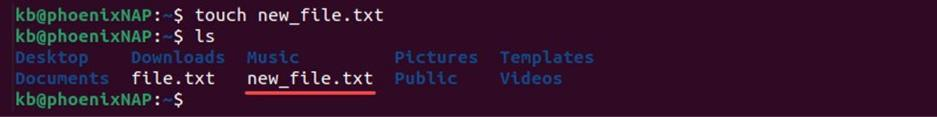 kb@phoenixNAP:~$ touch new_file.txt
kb@phoenixNAP:~$ ls
Desktop    Downloads  Music         Pictures  Templates
Documents  file.txt   new_file.txt  Public    Videos
kb@phoenixNAP:~$